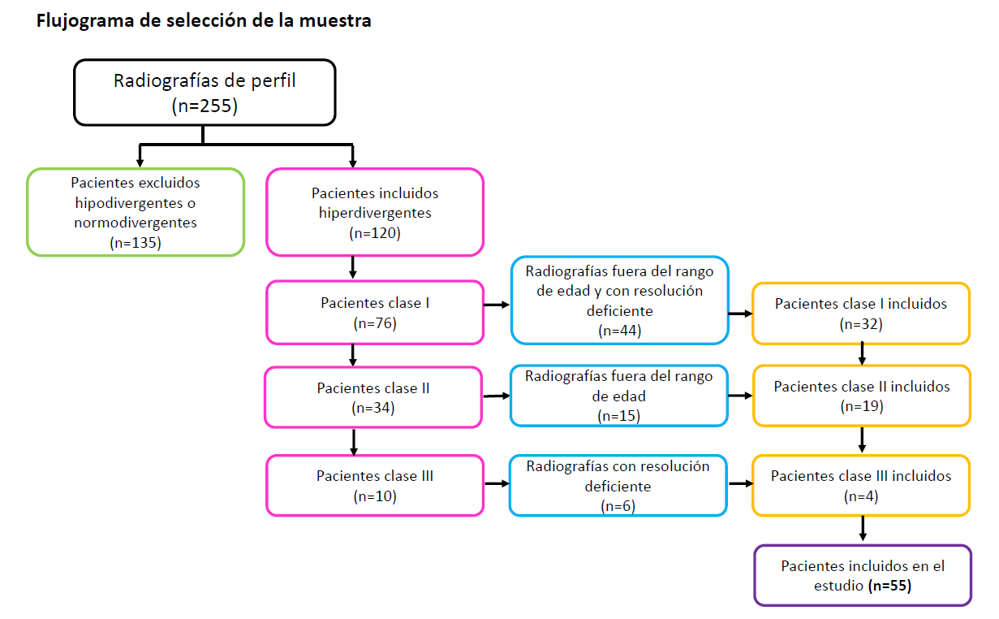 Flujograma de selección de la muestra
Radiografías de perfil
(n=255)
Pacientes excluidos
hipodivergentes o
normodivergentes
(n=135)
Pacientes incluidos
hiperdivergentes
(n=120)
Pacientes clase I
(n=76)
Radiografías fuera del rango
de edad y con resolución
deficiente
(n=44)
Pacientes clase I incluidos
(n=32)
Pacientes clase II
(n=34)
Radiografías fuera del rango
de edad
(n=15)
Pacientes clase II incluidos
(n=19)
Pacientes clase III
(n=10)
Radiografías con resolución
deficiente
(n=6)
Pacientes clase III incluidos
(n=4)
Pacientes incluidos en el
estudio (n=55)